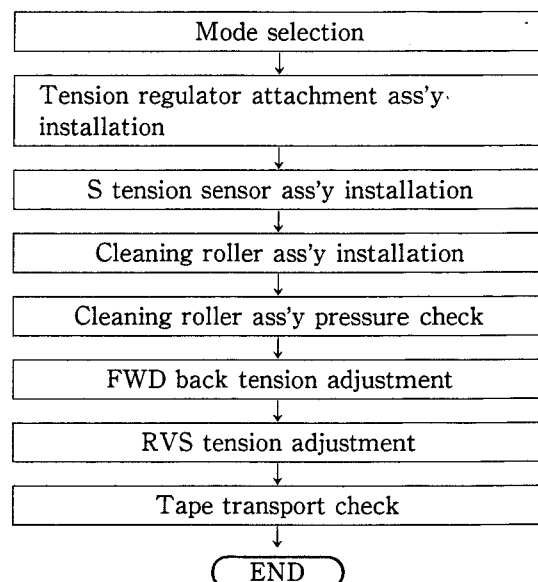 Mode selection
Tension regulator attachment ass'y
installation
S tension sensor ass'y installation
Cleaning roller ass'y installation
Cleaning roller ass'y pressure check
FWD back tension adjustment
RVS tension adjustment
Tape transport check
END